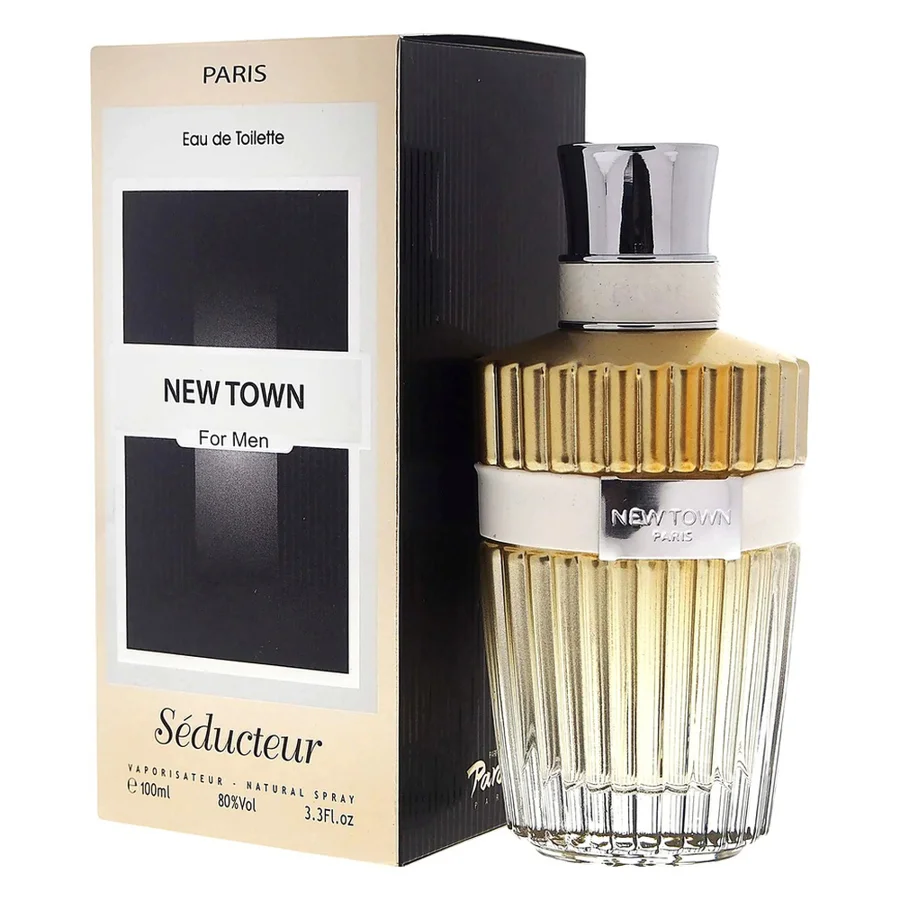 PARIS
Eau de Toilette
NEW TOWN
For Men
Séducteur
VAPORISATEUR - NATURAL SPRAY
℮ 100ml
80%Vol
3.3Fl.oz
NEW TOWN
PARIS